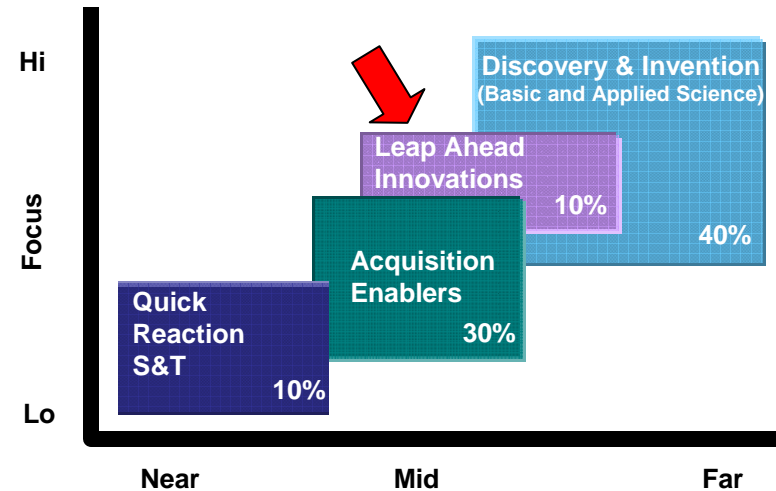 Hi
Discovery & Invention
(Basic and Applied Science)
Leap Ahead
Innovations
10%
40%
Focus
Acquisition
Enablers
30%
Quick
Reaction
S&T
10%
Lo
Near Mid Far